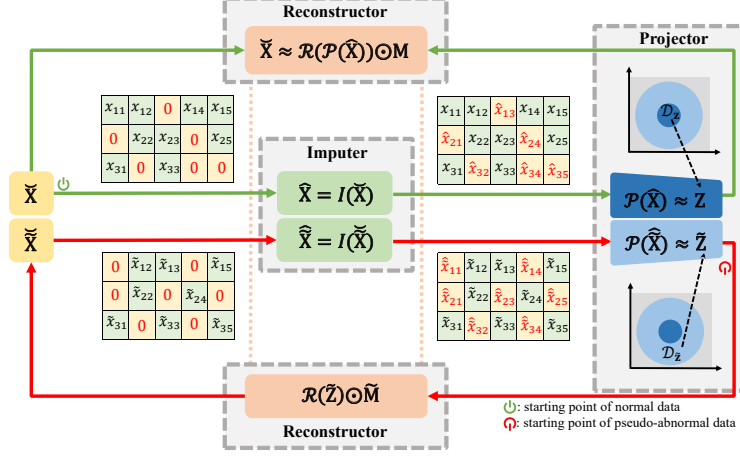 Reconstructor
X̆ ≈ ℛ(𝒫(X̂))⊙M
Projector
x₁₁ x₁₂ 0 x₁₄ x₁₅
0 x₂₂ x₂₃ 0 x₂₅
x₃₁ 0 x₃₃ 0 0
x₁₁ x₁₂ x̂₁₃ x₁₄ x₁₅
x̂₂₁ x₂₂ x₂₃ x̂₂₄ x₂₅
x₃₁ x̂₃₂ x₃₃ x̂₃₄ x̂₃₅
𝒟_𝐳
Imputer
X̆
X̂ = I(X̆)
𝒫(X̂) ≈ Z
X̃̆
X̃̂ = I(X̃̆)
𝒫(X̃̂) ≈ Z̃
0 x̃₁₂ x̃₁₃ 0 x̃₁₅
0 x̃₂₂ 0 x̃₂₄ 0
x̃₃₁ 0 x̃₃₃ 0 x̃₃₅
x̃̂₁₁ x̃₁₂ x̃₁₃ x̃̂₁₄ x̃₁₅
x̃̂₂₁ x̃₂₂ x̃̂₂₃ x̃₂₄ x̃̂₂₅
x̃₃₁ x̃̂₃₂ x̃₃₃ x̃̂₃₄ x̃₃₅
𝒟_𝐳̃
ℛ(Z̃)⊙M̃
Reconstructor
: starting point of normal data
: starting point of pseudo-abnormal data